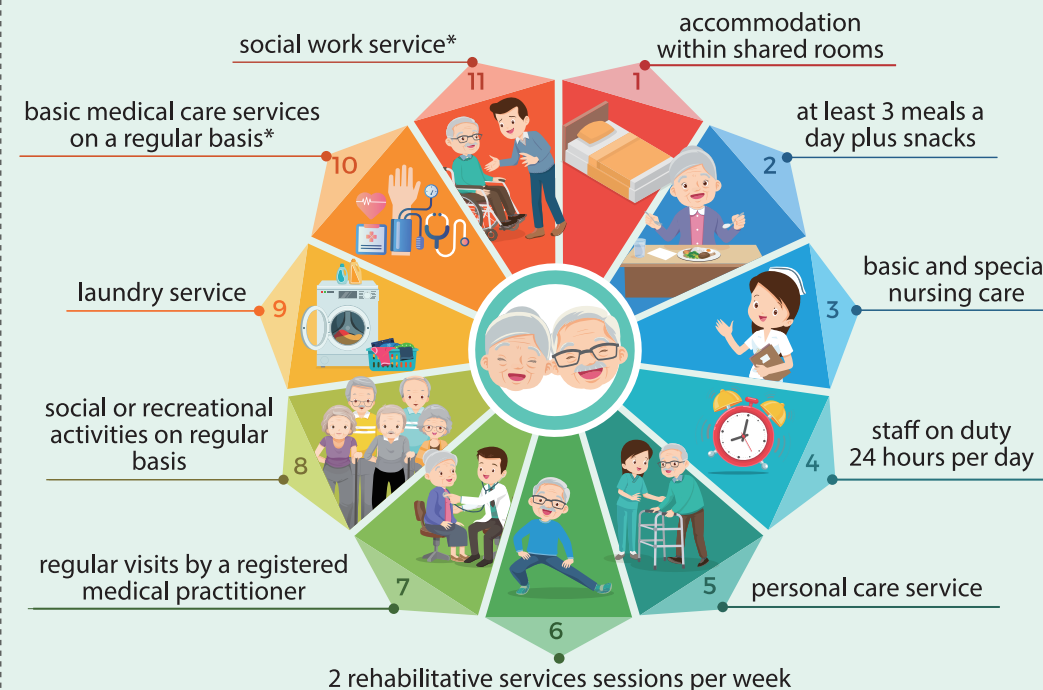 accommodation
within shared rooms
1
at least 3 meals a
day plus snacks
2
basic and specia
nursing care
3
staff on duty
24 hours per day
4
personal care service
5
2 rehabilitative services sessions per week
6
regular visits by a registered
medical practitioner
7
social or recreational
activities on regular
basis
8
laundry service
9
basic medical care services
on a regular basis*
10
social work service*
11